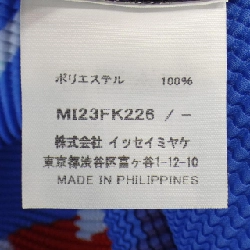 ポリエステル 100%
MI23FK226 / -
株式会社 イッセイミヤケ
東京都渋谷区富ヶ谷1-12-10
MADE IN PHILIPPINES